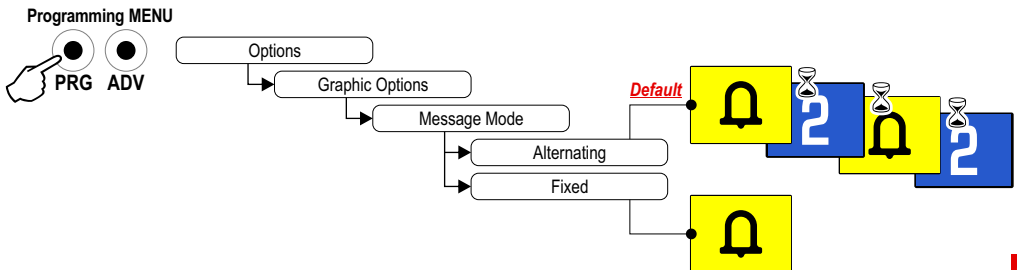 Programming MENU
PRG ADV
Options
Graphic Options
Message Mode
Alternating
Fixed
Default
2
2